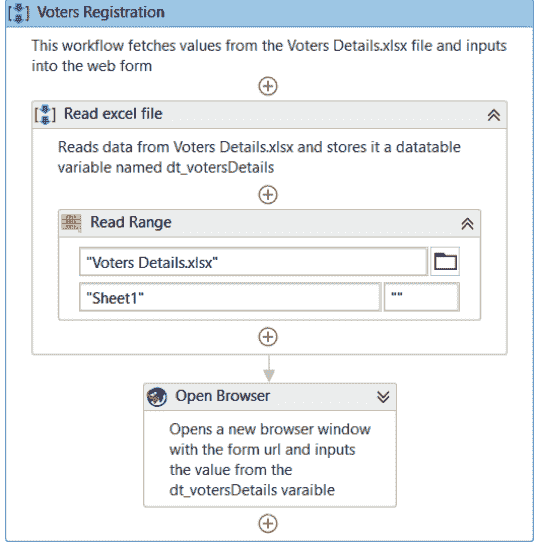 Voters Registration
This workflow fetches values from the Voters Details.xlsx file and inputs
into the web form
Read excel file
Reads data from Voters Details.xlsx and stores it a datatable
variable named dt_votersDetails
Read Range
"Voters Details.xlsx"
"Sheet1" ""
Open Browser
Opens a new browser window
with the form url and inputs
the value from the
dt_votersDetails varaible